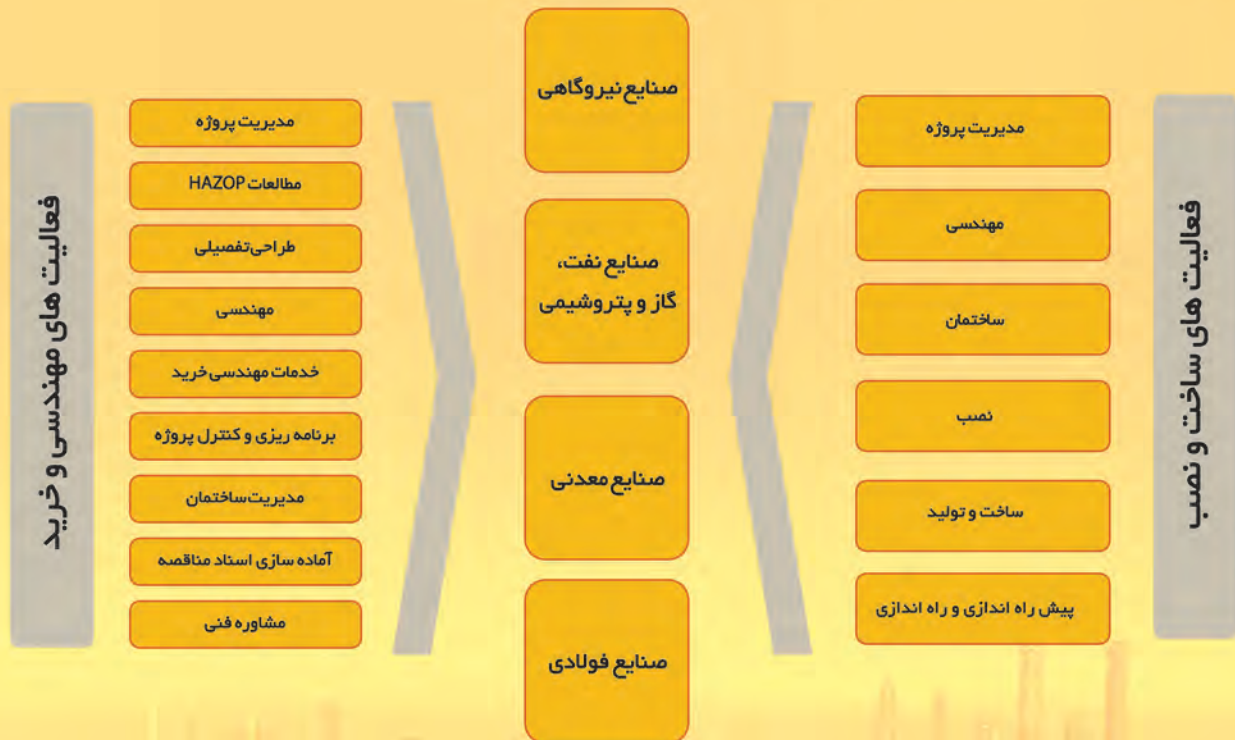 فعالیت های ساخت و نصب
مدیریت پروژه
مهندسی
ساختمان
نصب
ساخت و تولید
پیش راه اندازی و راه اندازی
صنایع نیروگاهی
صنایع نفت،
گاز و پتروشیمی
صنایع معدنی
صنایع فولادی
فعالیت های مهندسی و خرید
مدیریت پروژه
مطالعات HAZOP
طراحی تفصیلی
مهندسی
خدمات مهندسی خرید
برنامه ریزی و کنترل پروژه
مدیریت ساختمان
آماده سازی اسناد مناقصه
مشاوره فنی